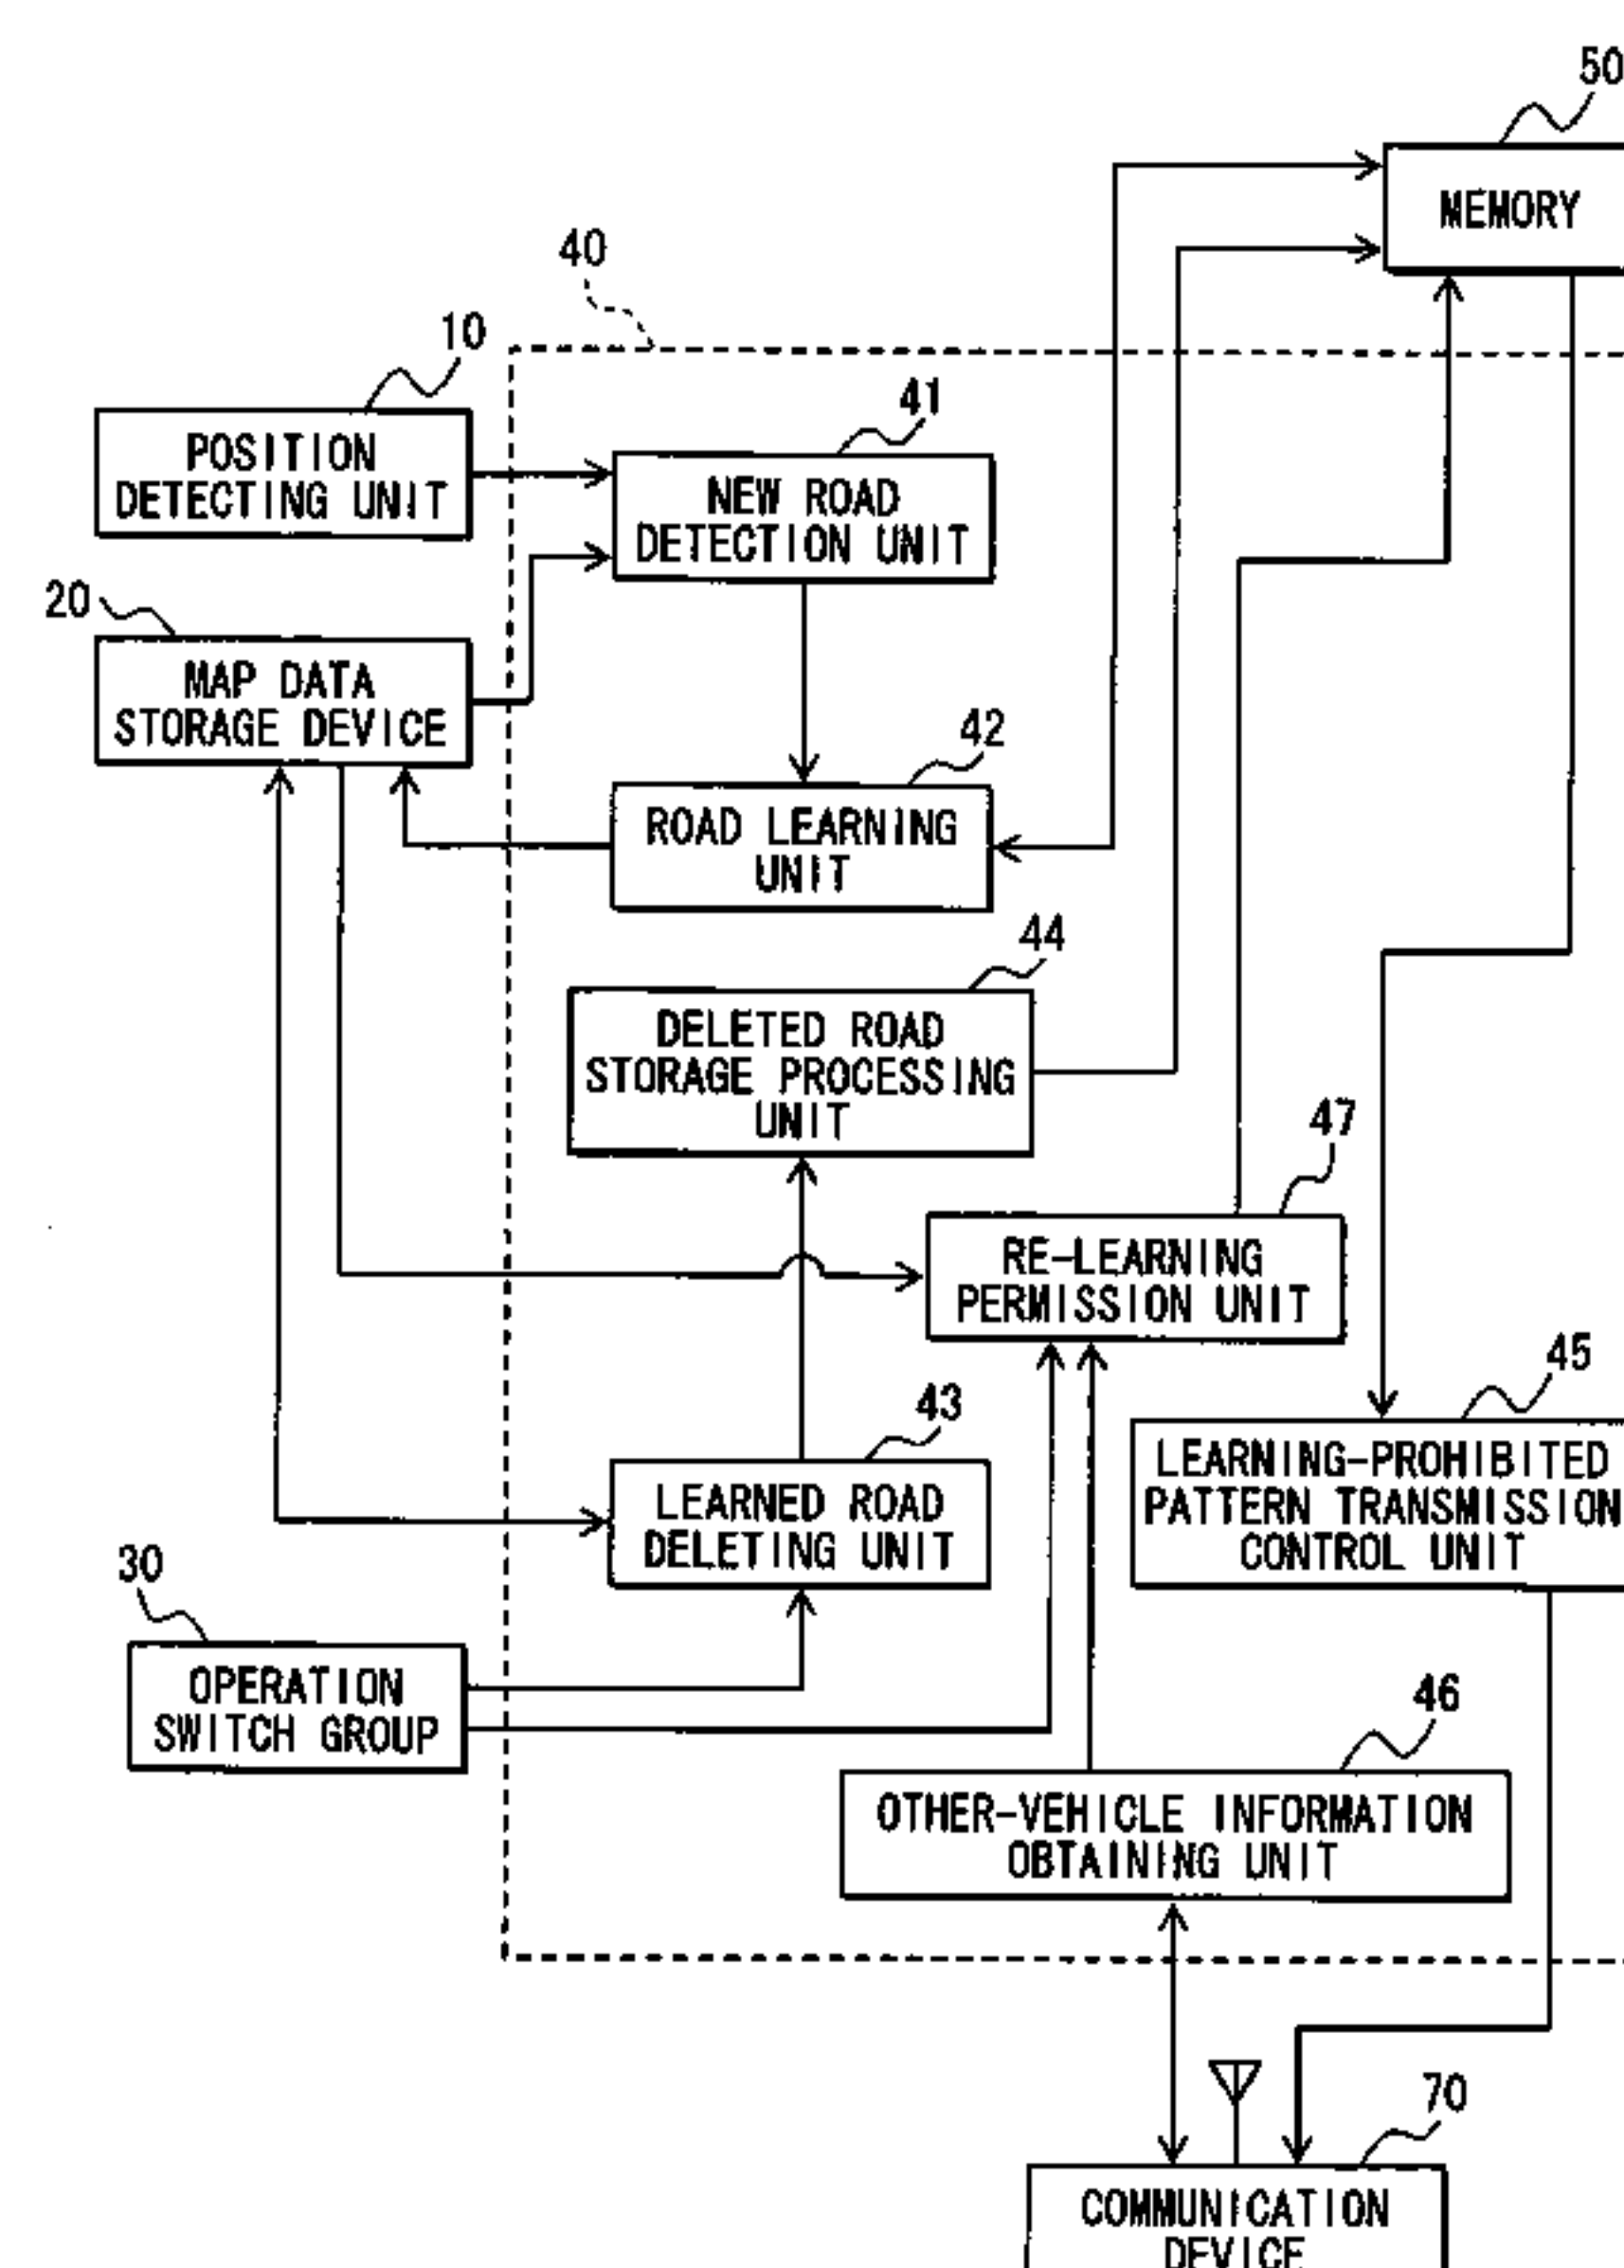 50
MEMORY
40
10
POSITION
DETECTING UNIT
41
NEW ROAD
DETECTION UNIT
20
MAP DATA
STORAGE DEVICE
42
ROAD LEARNING
UNIT
44
DELETED ROAD
STORAGE PROCESSING
UNIT
47
RE-LEARNING
PERMISSION UNIT
45
LEARNING-PROHIBITED
PATTERN TRANSMISSION
CONTROL UNIT
43
LEARNED ROAD
DELETING UNIT
30
OPERATION
SWITCH GROUP
46
OTHER-VEHICLE INFORMATION
OBTAINING UNIT
70
COMMUNICATION
DEVICE